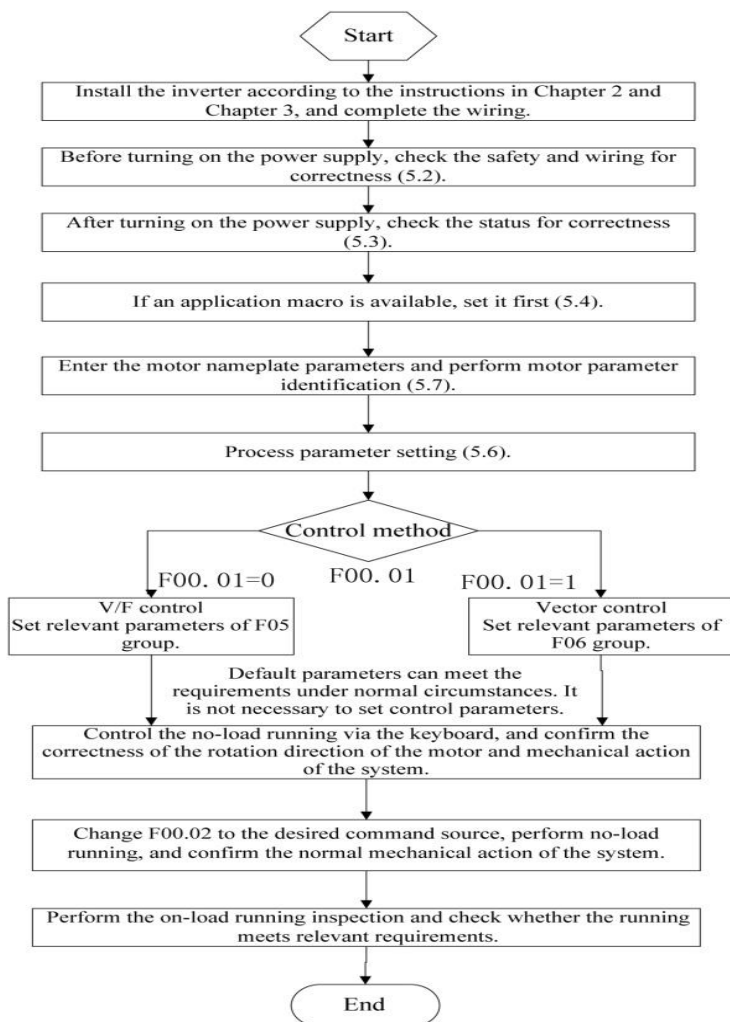 Start
Install the inverter according to the instructions in Chapter 2 and
Chapter 3, and complete the wiring.
Before turning on the power supply, check the safety and wiring for
correctness (5.2).
After turning on the power supply, check the status for correctness
(5.3).
If an application macro is available, set it first (5.4).
Enter the motor nameplate parameters and perform motor parameter
identification (5.7).
Process parameter setting (5.6).
Control method
F00.01
F00.01=0
F00.01=1
V/F control
Set relevant parameters of F05
group.
Vector control
Set relevant parameters of
F06 group.
Default parameters can meet the
requirements under normal circumstances. It
is not necessary to set control parameters.
Control the no-load running via the keyboard, and confirm the
correctness of the rotation direction of the motor and mechanical action
of the system.
Change F00.02 to the desired command source, perform no-load
running, and confirm the normal mechanical action of the system.
Perform the on-load running inspection and check whether the running
meets relevant requirements.
End